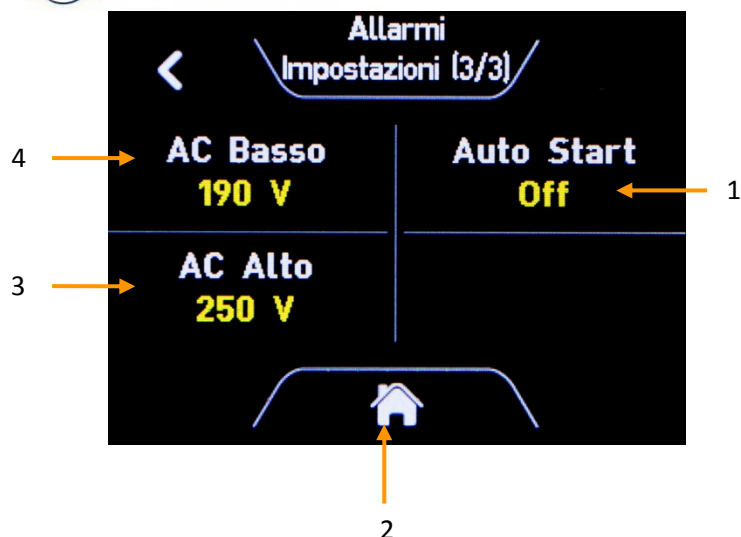 Allarmi
Impostazioni (3/3)
4
AC Basso
190 V
Auto Start
Off
1
3
AC Alto
250 V
2